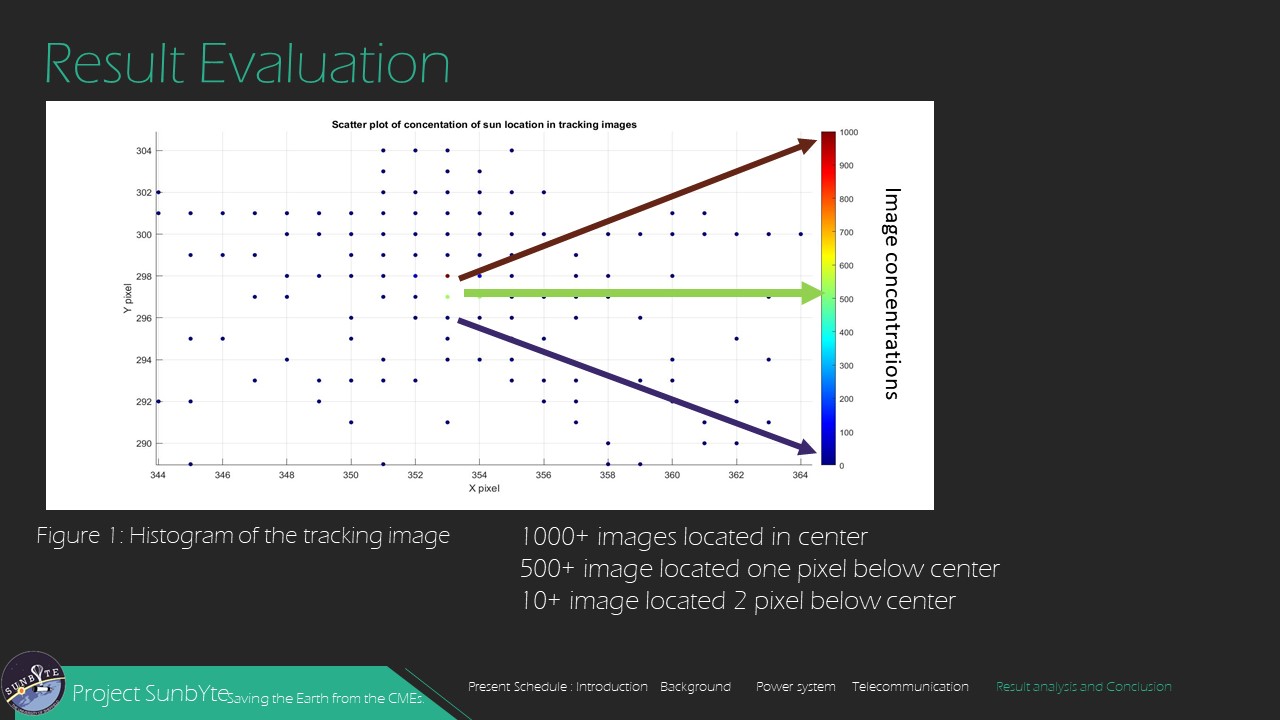 Result Evaluation
Scatter plot of concentation of sun location in tracking images
304
302
300
298
296
294
292
290
Y pixel
344 346 348 350 352 354 356 358 360 362 364
X pixel
1000
900
800
700
600
500
400
300
200
100
0
Image concentrations
Figure 1: Histogram of the tracking image
1000+ images located in center
500+ image located one pixel below center
10+ image located 2 pixel below center
SUNBYTE
Project SunbYte Saving the Earth from the CMEs.
Present Schedule : Introduction Background Power system Telecommunication Result analysis and Conclusion